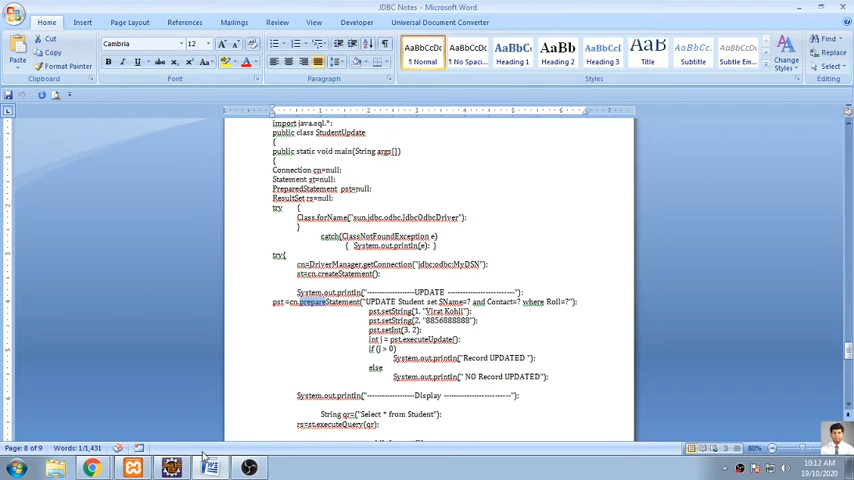 JDBC Notes - Microsoft Word
Home Insert Page Layout References Mailings Review View Developer Universal Document Converter
Cut
Copy
Format Painter
Paste
Clipboard
Cambria 12
Font
Paragraph
AaBbCcDc AaBbCcDc AaBbC AaBbCc AaBbCc AaBb AaBbCc. AaBbCcDc
¶ Normal ¶ No Spaci... Heading 1 Heading 2 Heading 3 Title Subtitle Subtle Em...
Styles
Change Styles
Find
Replace
Select
Editing
import java.sql.*;
public class StudentUpdate
{
public static void main(String args[])
{
Connection cn=null;
Statement st=null;
PreparedStatement pst=null;
ResultSet rs=null;
try {
Class.forName("sun.jdbc.odbc.JdbcOdbcDriver");
}
catch(ClassNotFoundException e)
{ System.out.println(e); }
try{
cn=DriverManager.getConnection("jdbc:odbc:MyDSN");
st=cn.createStatement();
System.out.println("--------------------UPDATE --------------------------");
pst =cn.prepareStatement("UPDATE Student set SName=? and Contact=? where Roll=?");
pst.setString(1, "Virat Kohli");
pst.setString(2, "8856888888");
pst.setInt(3, 2);
int j = pst.executeUpdate();
if (j > 0)
System.out.println("Record UPDATED ");
else
System.out.println(" NO Record UPDATED");
System.out.println("--------------------Display --------------------------");
String qr=("Select * from Student");
rs=st.executeQuery(qr);
Page: 8 of 9 Words: 1/1,431
80%
10:12 AM
19/10/2020